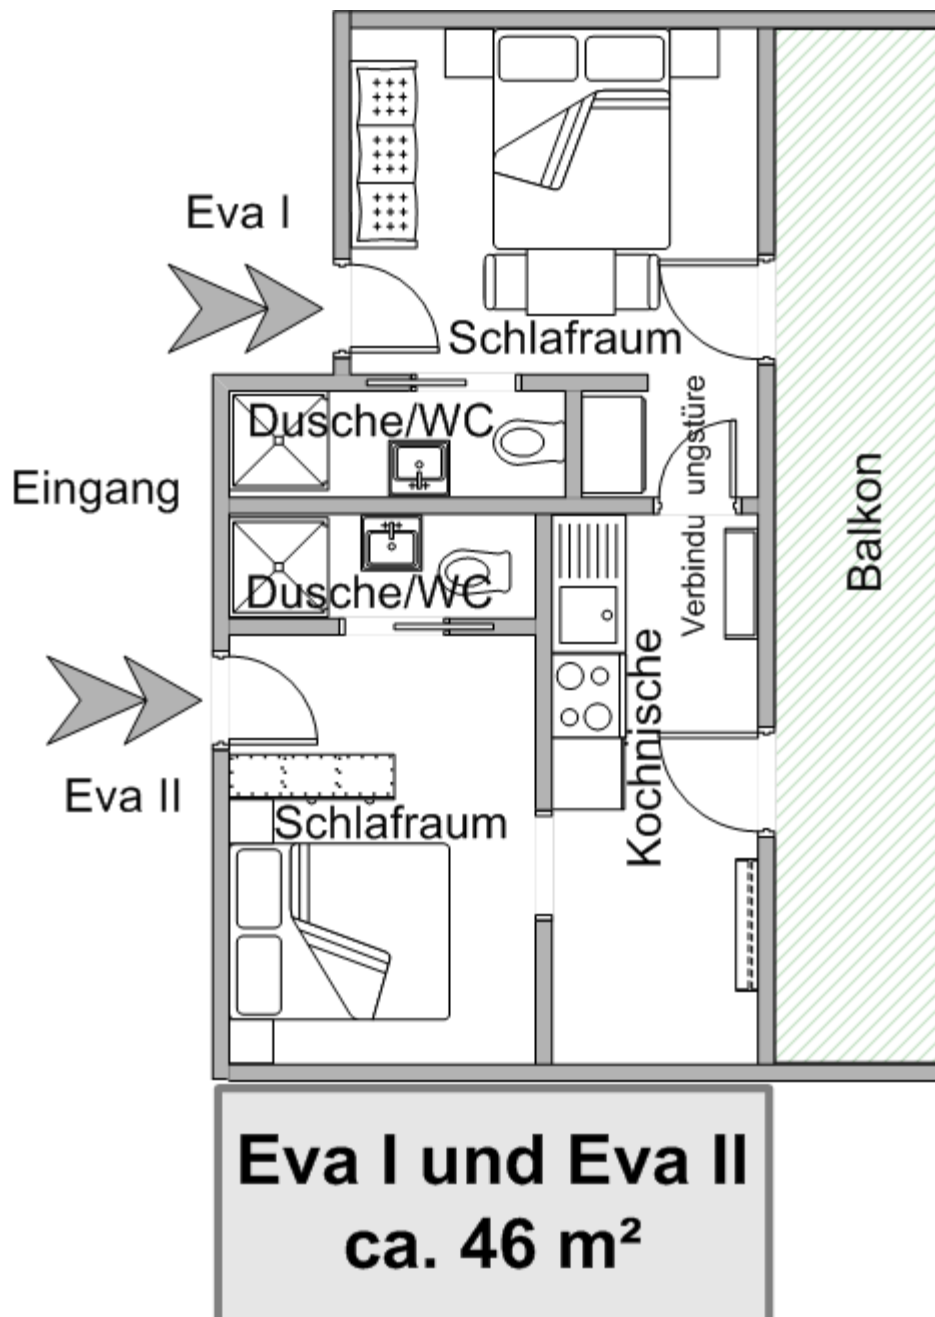 Eva I
Schlafraum
Dusche/WC
Eingang
Verbindungstüre
Balkon
Dusche/WC
Kochnische
Eva II
Schlafraum
Eva I und Eva II
ca. 46 m²